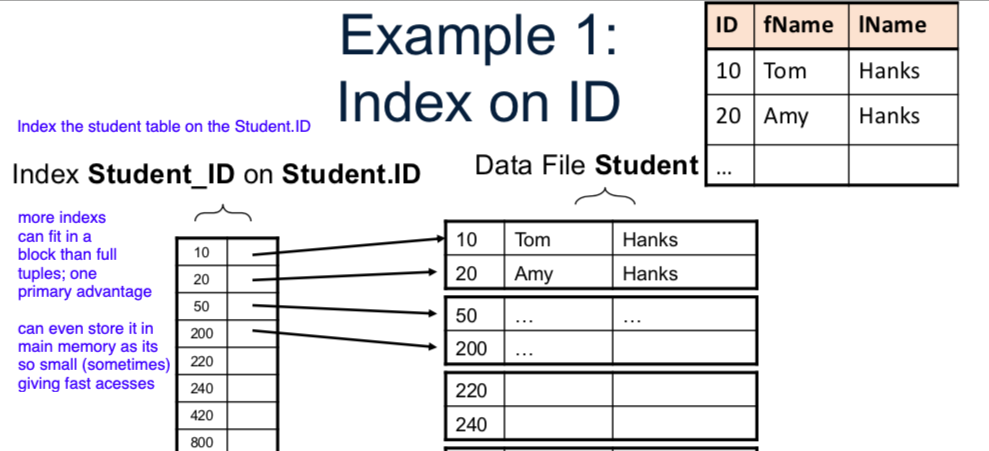 Example 1:
Index on ID
ID fName lName
10 Tom Hanks
20 Amy Hanks
...
Index the student table on the Student.ID
Index Student_ID on Student.ID
Data File Student
more indexs
can fit in a
block than full
tuples; one
primary advantage
can even store it in
main memory as its
so small (sometimes)
giving fast acesses
10
20
50
200
220
240
420
800
10 Tom Hanks
20 Amy Hanks
50 ... ...
200 ...
220
240